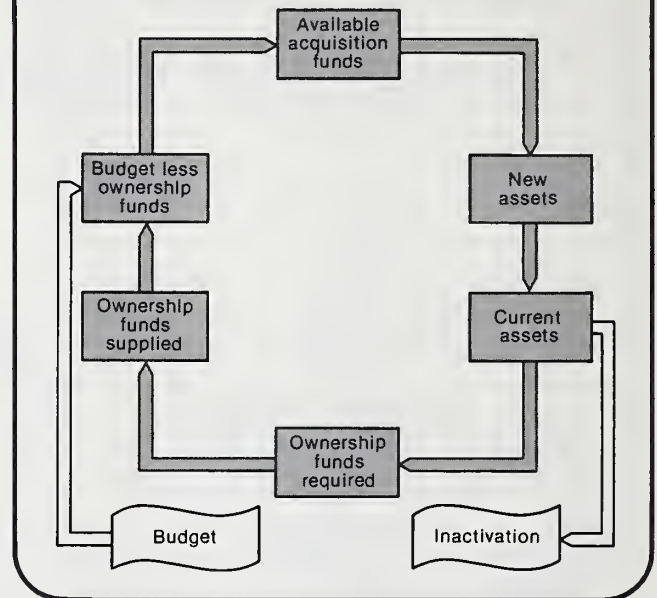 Available
acquisition
funds
Budget less
ownership
funds
New
assets
Ownership
funds
supplied
Current
assets
Ownership
funds
required
Budget
Inactivation